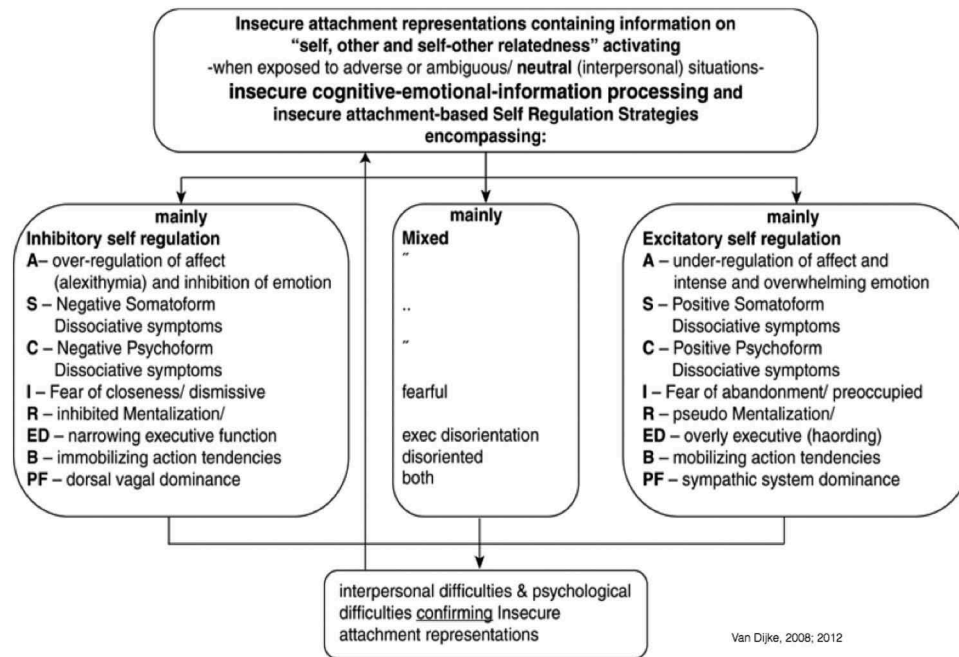 Insecure attachment representations containing information on
“self, other and self-other relatedness” activating
-when exposed to adverse or ambiguous/ neutral (interpersonal) situations-
insecure cognitive-emotional-information processing and
insecure attachment-based Self Regulation Strategies
encompassing:
mainly
Inhibitory self regulation
A– over-regulation of affect
(alexithymia) and inhibition of emotion
S – Negative Somatoform
Dissociative symptoms
C – Negative Psychoform
Dissociative symptoms
I – Fear of closeness/ dismissive
R – inhibited Mentalization/
ED – narrowing executive function
B – immobilizing action tendencies
PF – dorsal vagal dominance
mainly
Mixed
”
..
”
fearful
exec disorientation
disoriented
both
mainly
Excitatory self regulation
A – under-regulation of affect and
intense and overwhelming emotion
S – Positive Somatoform
Dissociative symptoms
C – Positive Psychoform
Dissociative symptoms
I – Fear of abandonment/ preoccupied
R – pseudo Mentalization/
ED – overly executive (haording)
B – mobilizing action tendencies
PF – sympathic system dominance
interpersonal difficulties & psychological
difficulties confirming Insecure
attachment representations
Van Dijke, 2008; 2012